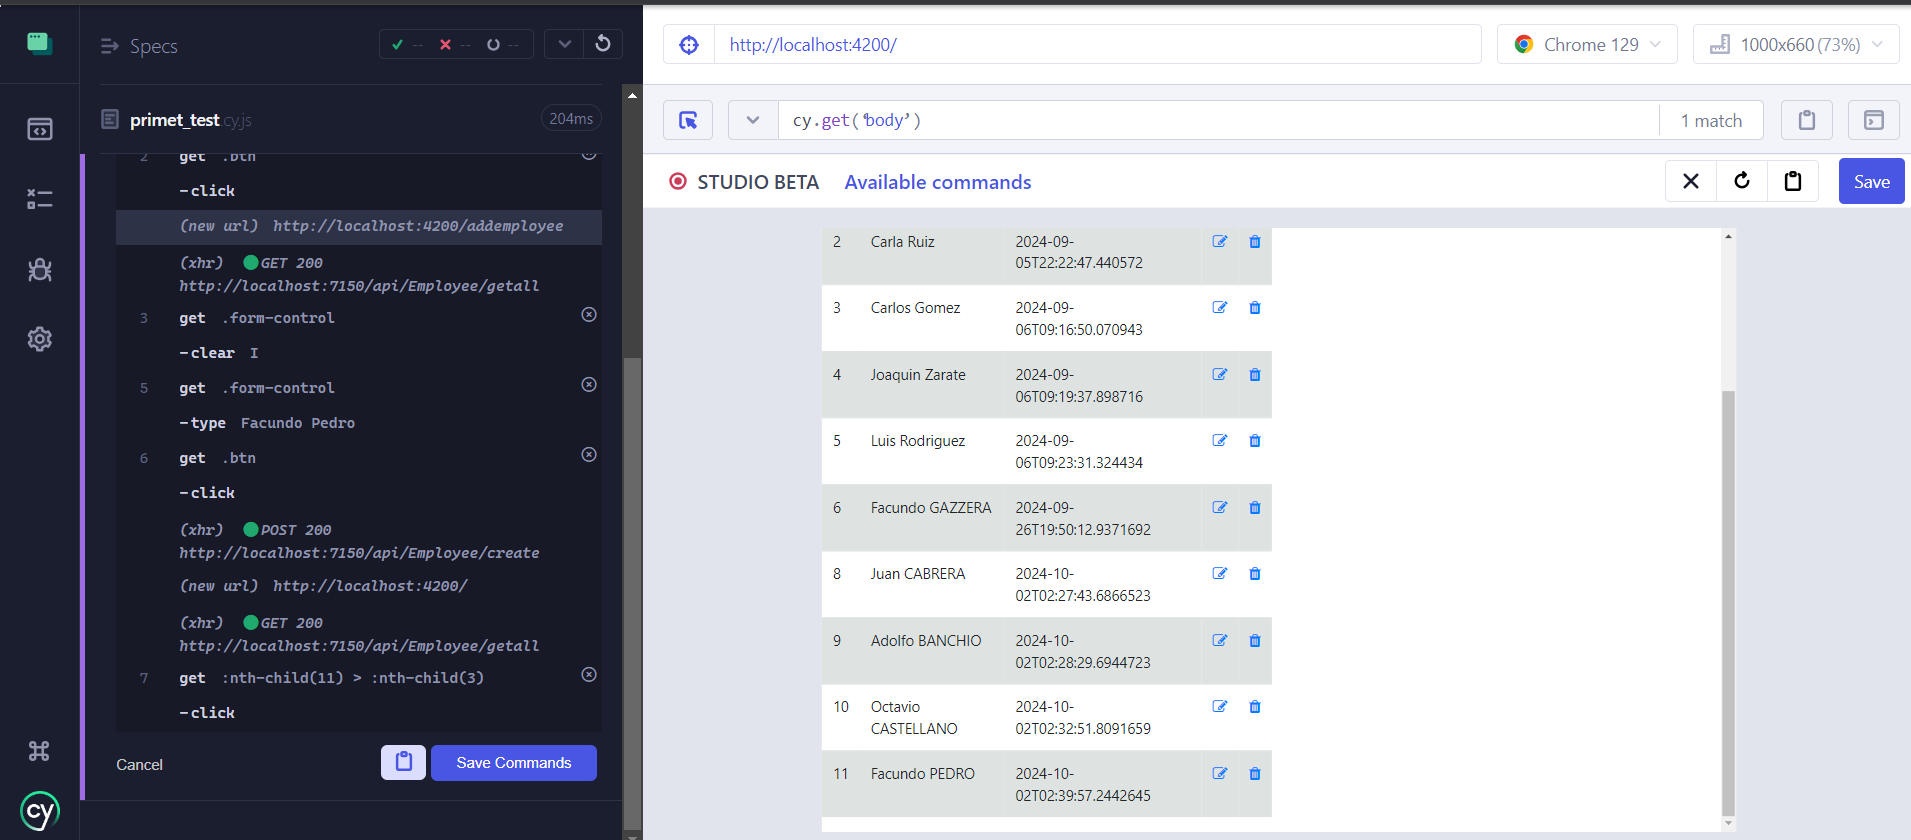 Specs
-- -- --
primet_test.cy.js 204ms
2 get .btn
-click
(new url) http://localhost:4200/addemployee
(xhr) GET 200
http://localhost:7150/api/Employee/getall
3 get .form-control
-clear I
5 get .form-control
-type Facundo Pedro
6 get .btn
-click
(xhr) POST 200
http://localhost:7150/api/Employee/create
(new url) http://localhost:4200/
(xhr) GET 200
http://localhost:7150/api/Employee/getall
7 get :nth-child(11) > :nth-child(3)
-click
Cancel
Save Commands
cy
http://localhost:4200/
Chrome 129
1000x660 (73%)
cy.get(‘body’)
1 match
STUDIO BETA Available commands
Save
2 Carla Ruiz 2024-09-
05T22:22:47.440572
3 Carlos Gomez 2024-09-
06T09:16:50.070943
4 Joaquin Zarate 2024-09-
06T09:19:37.898716
5 Luis Rodriguez 2024-09-
06T09:23:31.324434
6 Facundo GAZZERA 2024-09-
26T19:50:12.9371692
8 Juan CABRERA 2024-10-
02T02:27:43.6866523
9 Adolfo BANCHIO 2024-10-
02T02:28:29.6944723
10 Octavio 2024-10-
CASTELLANO 02T02:32:51.8091659
11 Facundo PEDRO 2024-10-
02T02:39:57.2442645